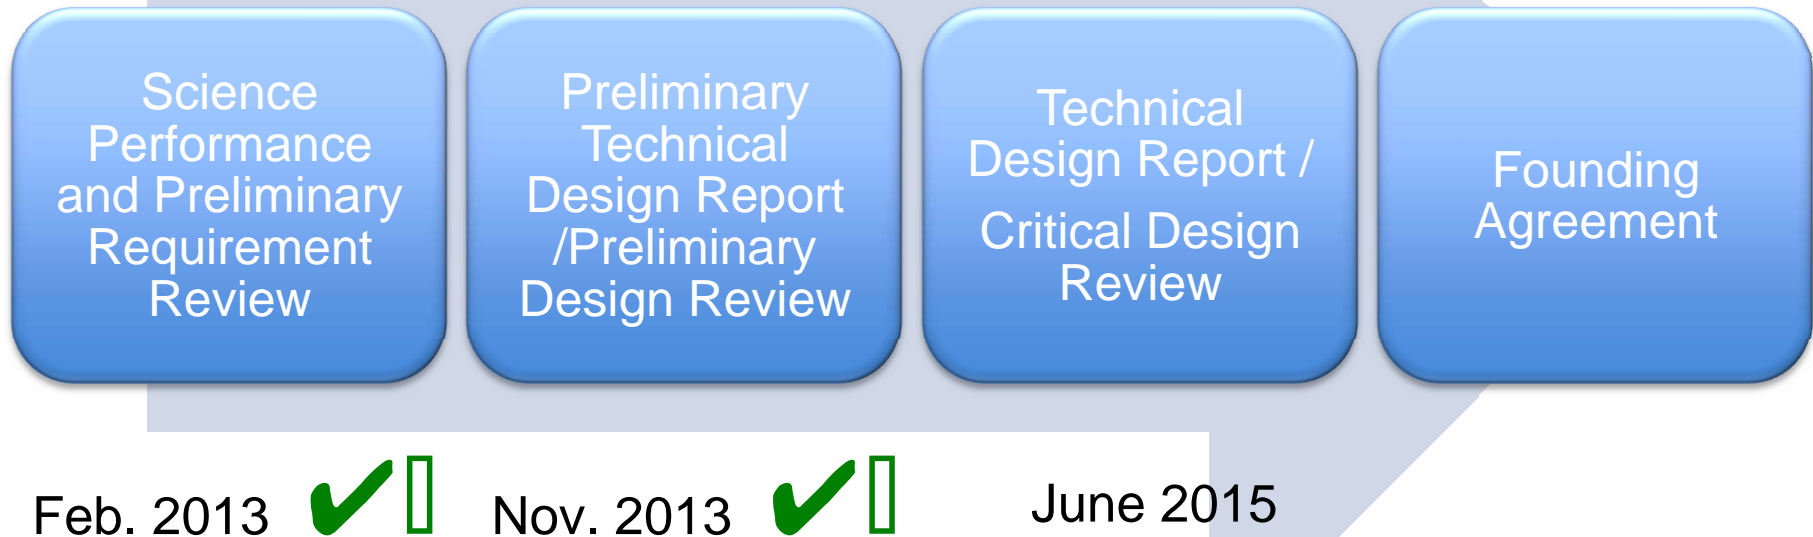 Science
Performance
and Preliminary
Requirement
Review
Preliminary
Technical
Design Report
/Preliminary
Design Review
Technical
Design Report /
Critical Design
Review
Founding
Agreement
Feb. 2013 ✔
Nov. 2013 ✔
June 2015